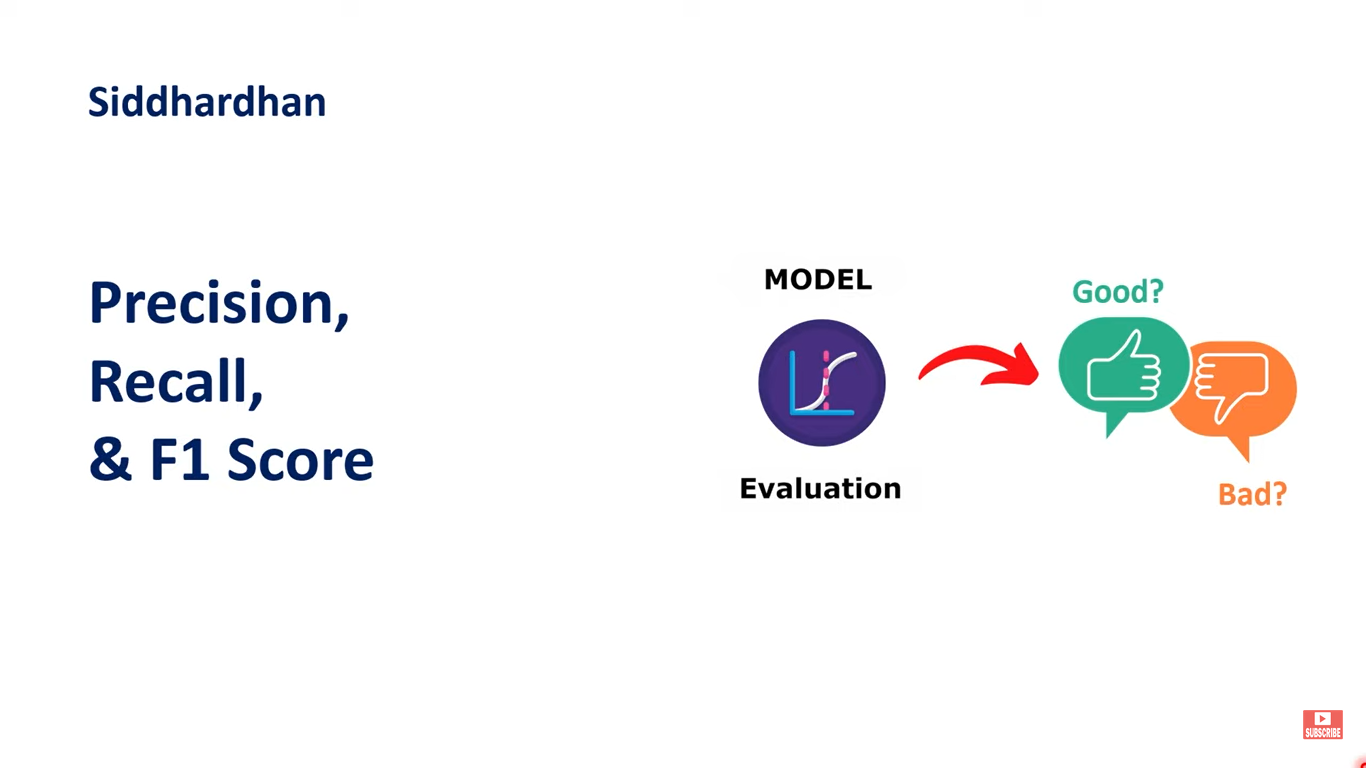 Siddhardhan
Precision,
Recall,
& F1 Score
MODEL
Evaluation
Good?
Bad?
SUBSCRIBE